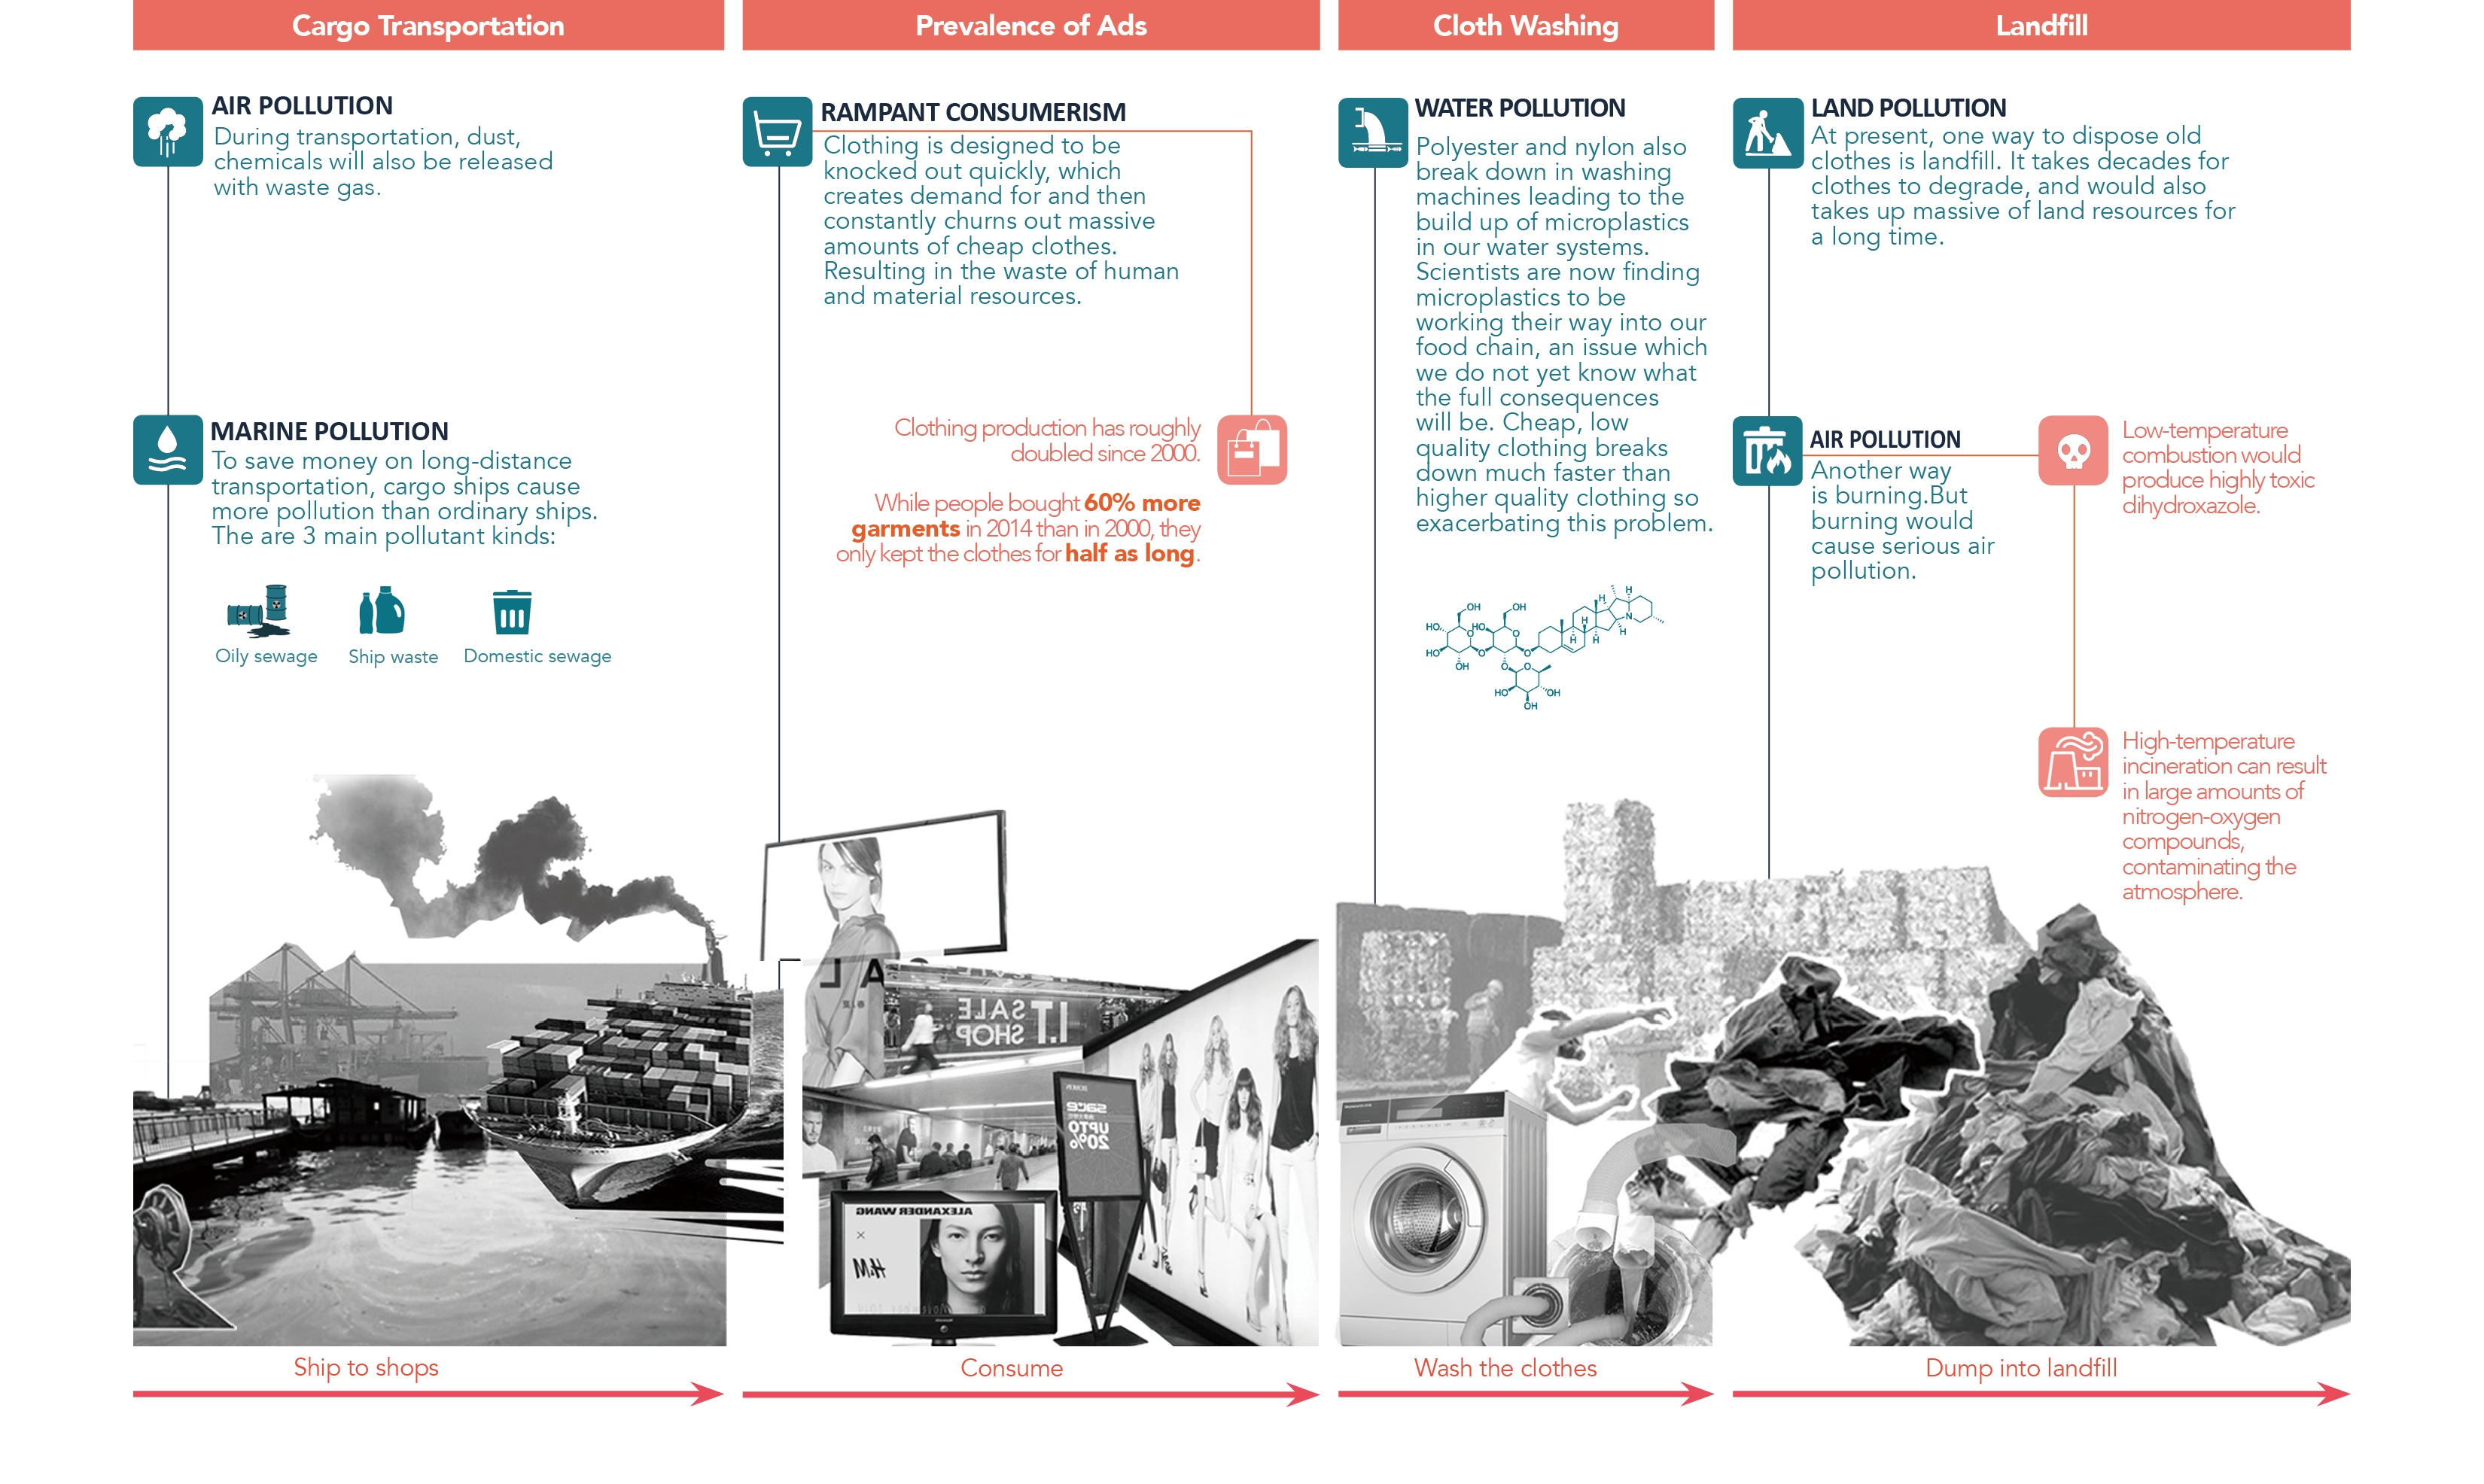 Cargo Transportation
AIR POLLUTION
During transportation, dust,
chemicals will also be released
with waste gas.
MARINE POLLUTION
To save money on long-distance
transportation, cargo ships cause
more pollution than ordinary ships.
The are 3 main pollutant kinds:
Oily sewage
Ship waste
Domestic sewage
Ship to shops
Prevalence of Ads
RAMPANT CONSUMERISM
Clothing is designed to be
knocked out quickly, which
creates demand for and then
constantly churns out massive
amounts of cheap clothes.
Resulting in the waste of human
and material resources.
Clothing production has roughly
doubled since 2000.
While people bought 60% more
garments in 2014 than in 2000, they
only kept the clothes for half as long.
A L
I.T SALE
SHOP
UPTO
20%
ALEXANDER WANG
×
H&M
Consume
Cloth Washing
WATER POLLUTION
Polyester and nylon also
break down in washing
machines leading to the
build up of microplastics
in our water systems.
Scientists are now finding
microplastics to be
working their way into our
food chain, an issue which
we do not yet know what
the full consequences
will be. Cheap, low
quality clothing breaks
down much faster than
higher quality clothing so
exacerbating this problem.
OH
OH
HO
HO
O
O
HO
OH
O
O
O
O
HO
OH
OH
H
H
H
H
H
H
N
Wash the clothes
Landfill
LAND POLLUTION
At present, one way to dispose old
clothes is landfill. It takes decades for
clothes to degrade, and would also
takes up massive of land resources for
a long time.
AIR POLLUTION
Another way
is burning.But
burning would
cause serious air
pollution.
Low-temperature
combustion would
produce highly toxic
dihydroxazole.
High-temperature
incineration can result
in large amounts of
nitrogen-oxygen
compounds,
contaminating the
atmosphere.
Dump into landfill